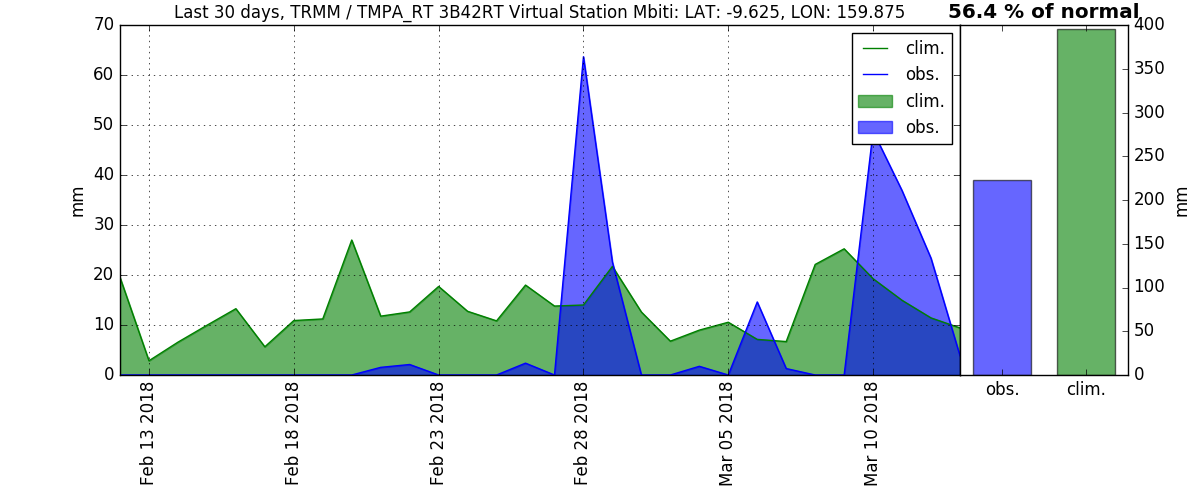 Last 30 days, TRMM / TMPA_RT 3B42RT Virtual Station Mbiti: LAT: -9.625, LON: 159.875
56.4 % of normal
70
60
50
40
30
20
10
0
mm
clim.
obs.
clim.
obs.
Feb 13 2018
Feb 18 2018
Feb 23 2018
Feb 28 2018
Mar 05 2018
Mar 10 2018
400
350
300
250
200
150
100
50
0
mm
obs.
clim.